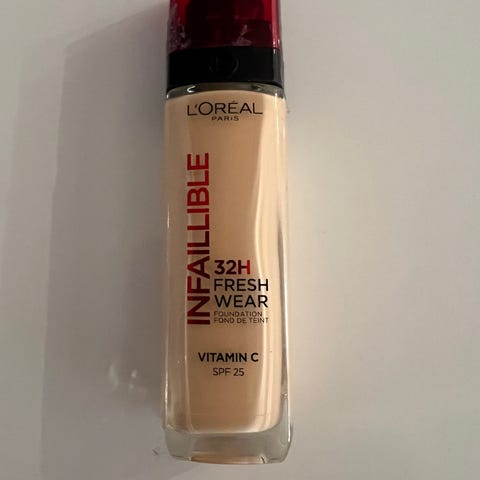 L'ORÉAL
PARIS
INFAILLIBLE
32H
FRESH
WEAR
FOUNDATION
FOND DE TEINT
VITAMIN C
SPF 25